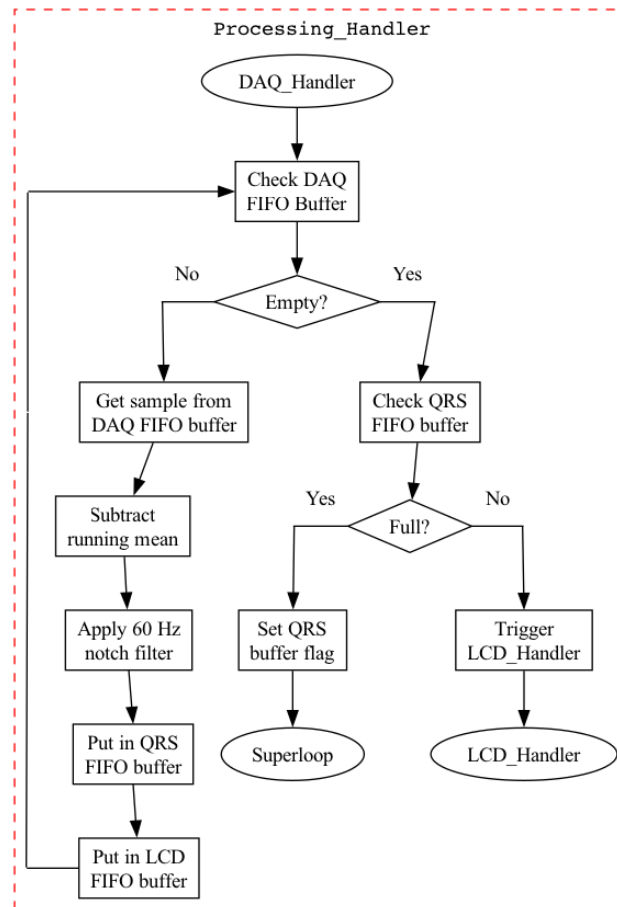 Processing_Handler
DAQ_Handler
Check DAQ
FIFO Buffer
No
Yes
Empty?
Get sample from
DAQ FIFO buffer
Check QRS
FIFO buffer
Subtract
running mean
Yes
No
Full?
Apply 60 Hz
notch filter
Set QRS
buffer flag
Trigger
LCD_Handler
Put in QRS
FIFO buffer
Superloop
LCD_Handler
Put in LCD
FIFO buffer